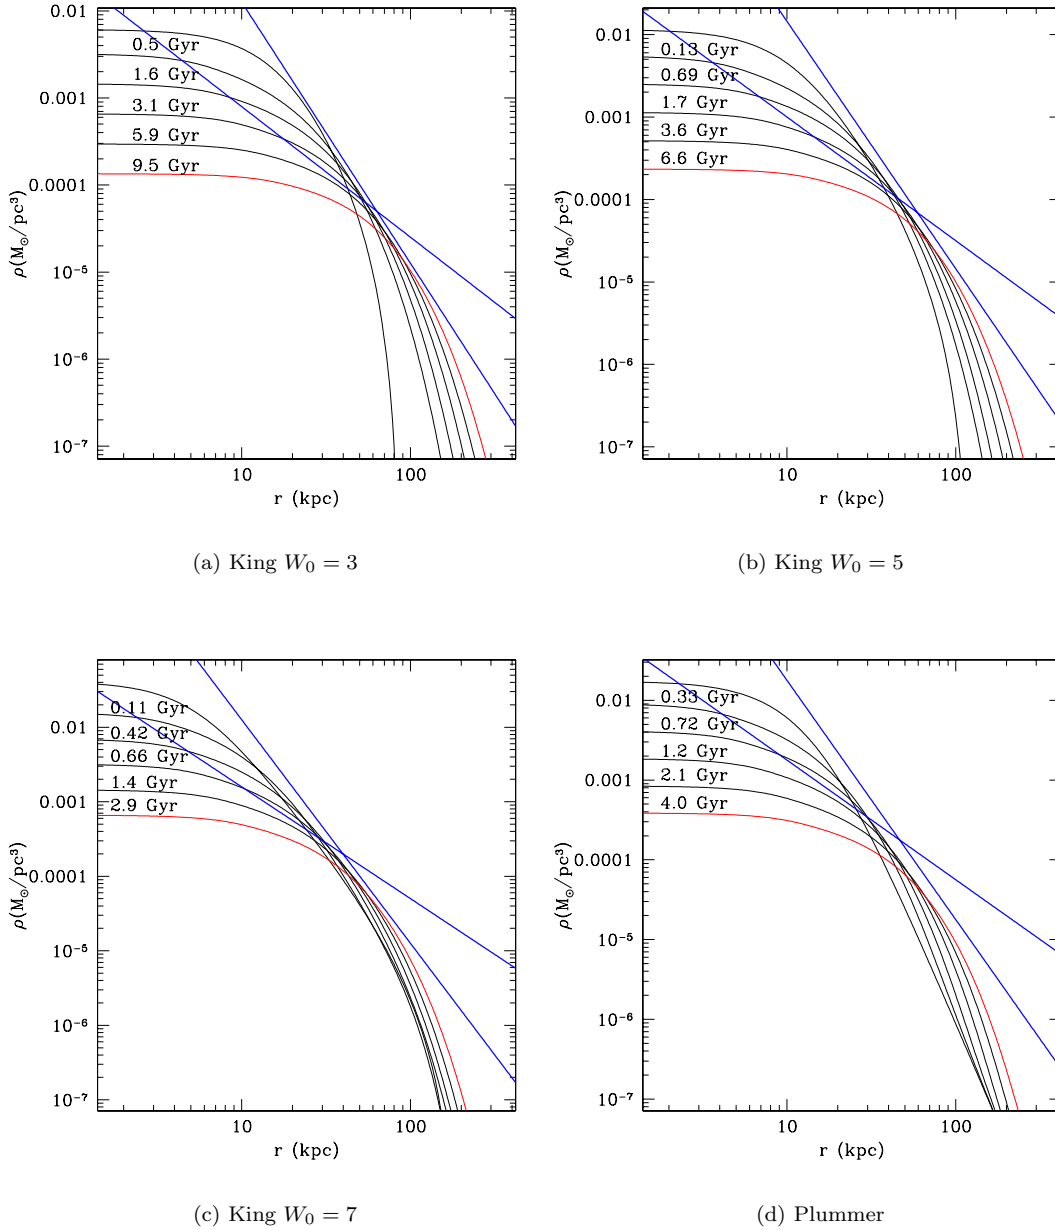 0.01
0.001
0.0001
10⁻⁵
10⁻⁶
10⁻⁷
ρ(M⊙/pc³)
0.5 Gyr
1.6 Gyr
3.1 Gyr
5.9 Gyr
9.5 Gyr
10
100
r (kpc)
(a) King W₀ = 3
0.01
0.001
0.0001
10⁻⁵
10⁻⁶
10⁻⁷
ρ(M⊙/pc³)
0.13 Gyr
0.69 Gyr
1.7 Gyr
3.6 Gyr
6.6 Gyr
10
100
r (kpc)
(b) King W₀ = 5
0.01
0.001
0.0001
10⁻⁵
10⁻⁶
10⁻⁷
ρ(M⊙/pc³)
0.11 Gyr
0.42 Gyr
0.66 Gyr
1.4 Gyr
2.9 Gyr
10
100
r (kpc)
(c) King W₀ = 7
0.01
0.001
0.0001
10⁻⁵
10⁻⁶
10⁻⁷
ρ(M⊙/pc³)
0.33 Gyr
0.72 Gyr
1.2 Gyr
2.1 Gyr
4.0 Gyr
10
100
r (kpc)
(d) Plummer